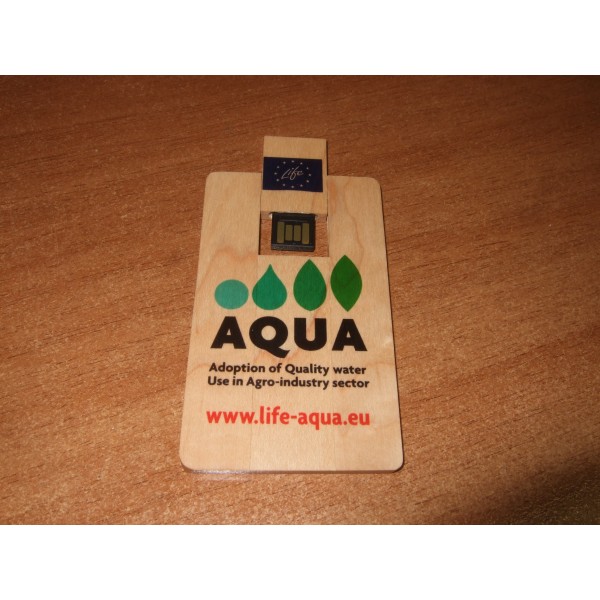 Life
AQUA
Adoption of Quality water
Use in Agro-industry sector
www.life-aqua.eu